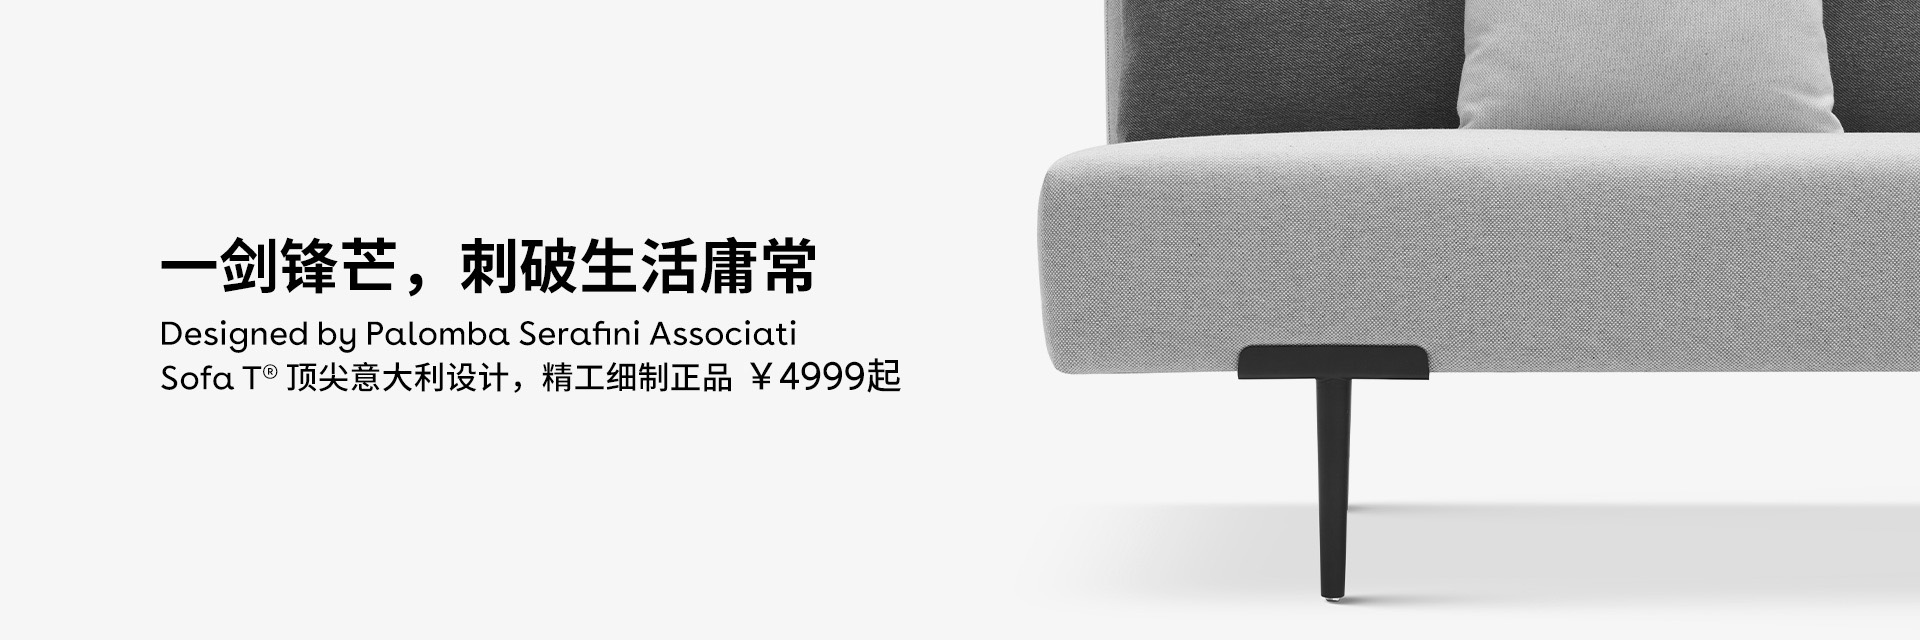 一剑锋芒，刺破生活庸常
Designed by Palomba Serafini Associati
Sofa T® 顶尖意大利设计，精工细制正品 ￥4999起